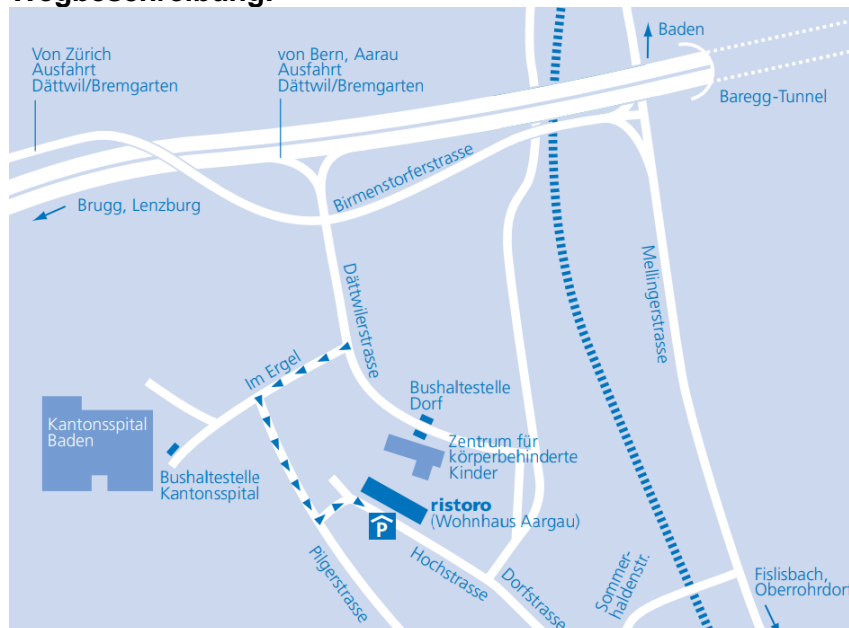 Wegbeschreibung:
Von Zürich
Ausfahrt
Dättwil/Bremgarten
von Bern, Aarau
Ausfahrt
Dättwil/Bremgarten
Baden
Baregg-Tunnel
Brugg, Lenzburg
Birmenstorferstrasse
Mellingerstrasse
Dättwilerstrasse
Im Ergel
Bushaltestelle
Dorf
Kantonsspital
Baden
Bushaltestelle
Kantonsspital
Zentrum für
körperbehinderte
Kinder
ristoro
(Wohnhaus Aargau)
P
Pilgerstrasse
Hochstrasse
Dorfstrasse
Sommer-
haldenstr.
Fislisbach,
Oberrohrdorf